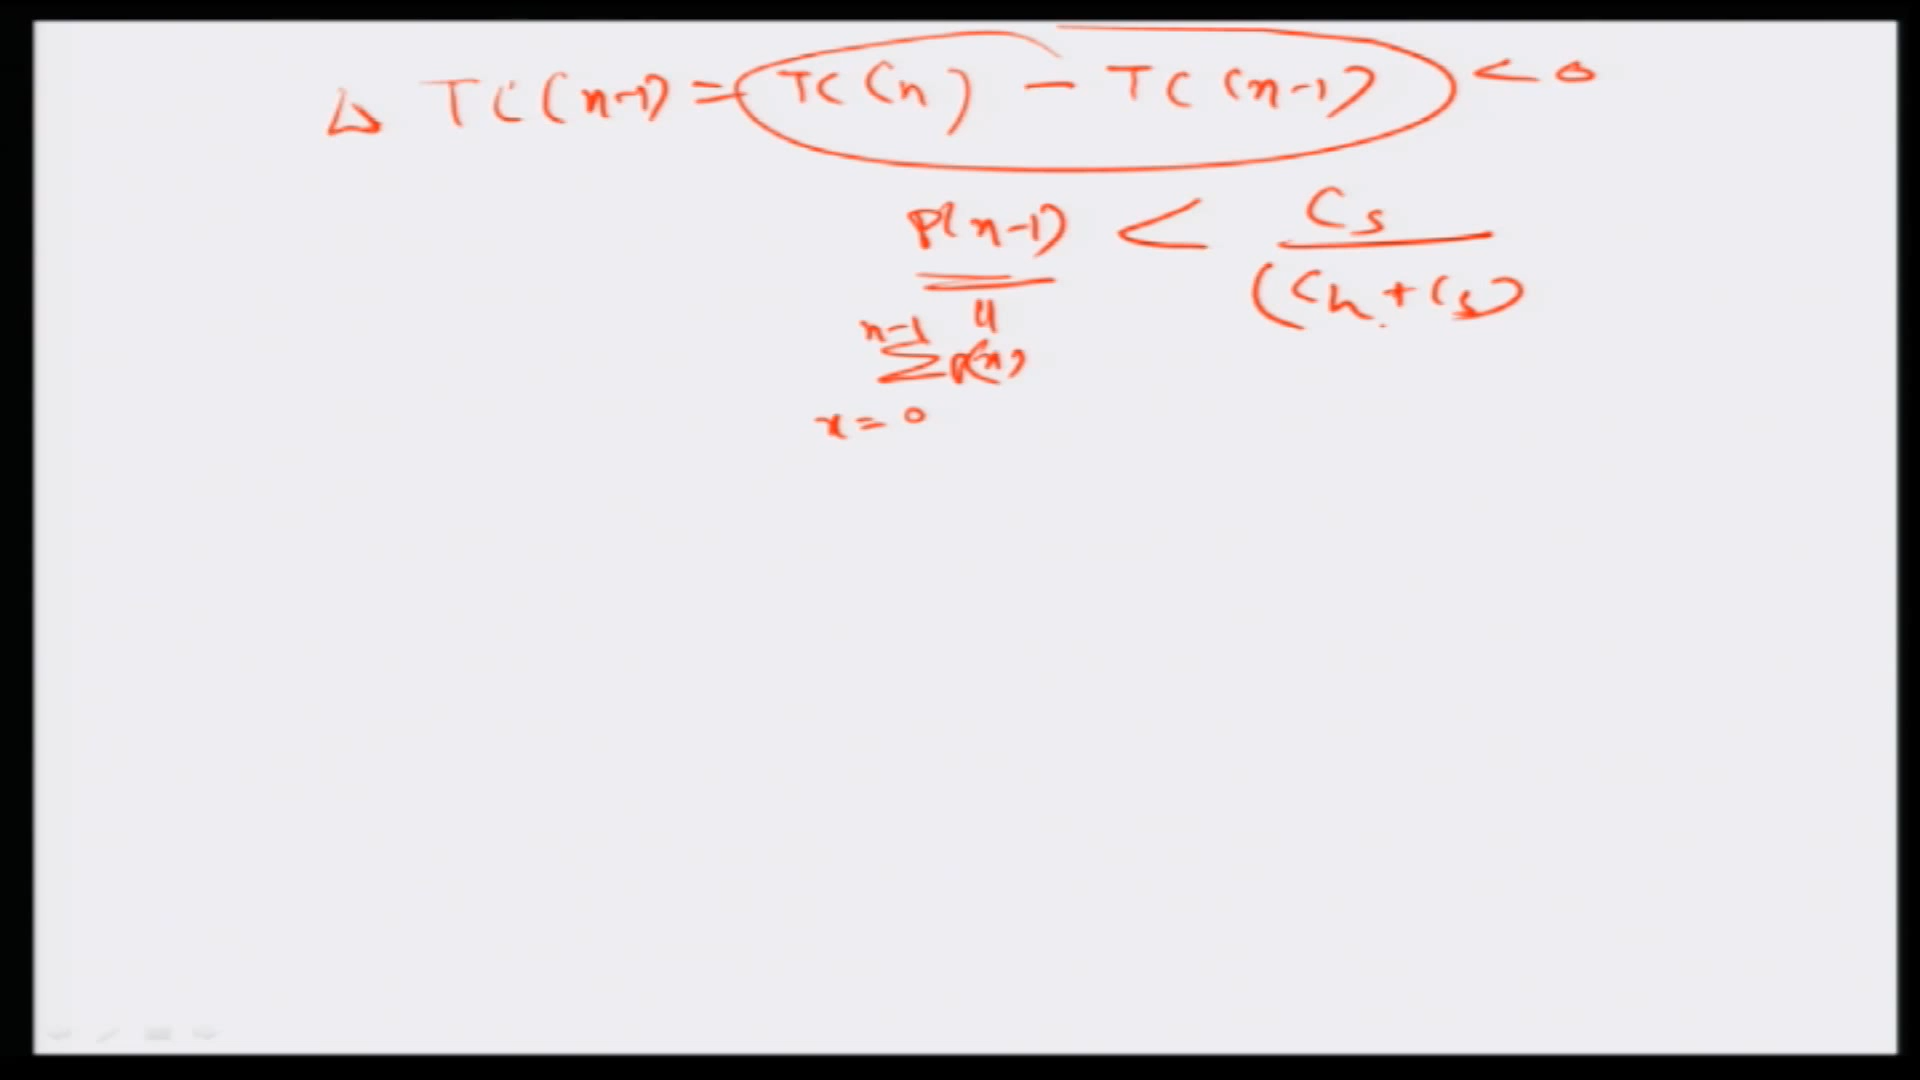 Δ TC(n-1) = TC(n) - TC(n-1) < 0
P(n-1) < Cs / (Ch + Cs)
=
n-1
Σ p(x)
x = 0